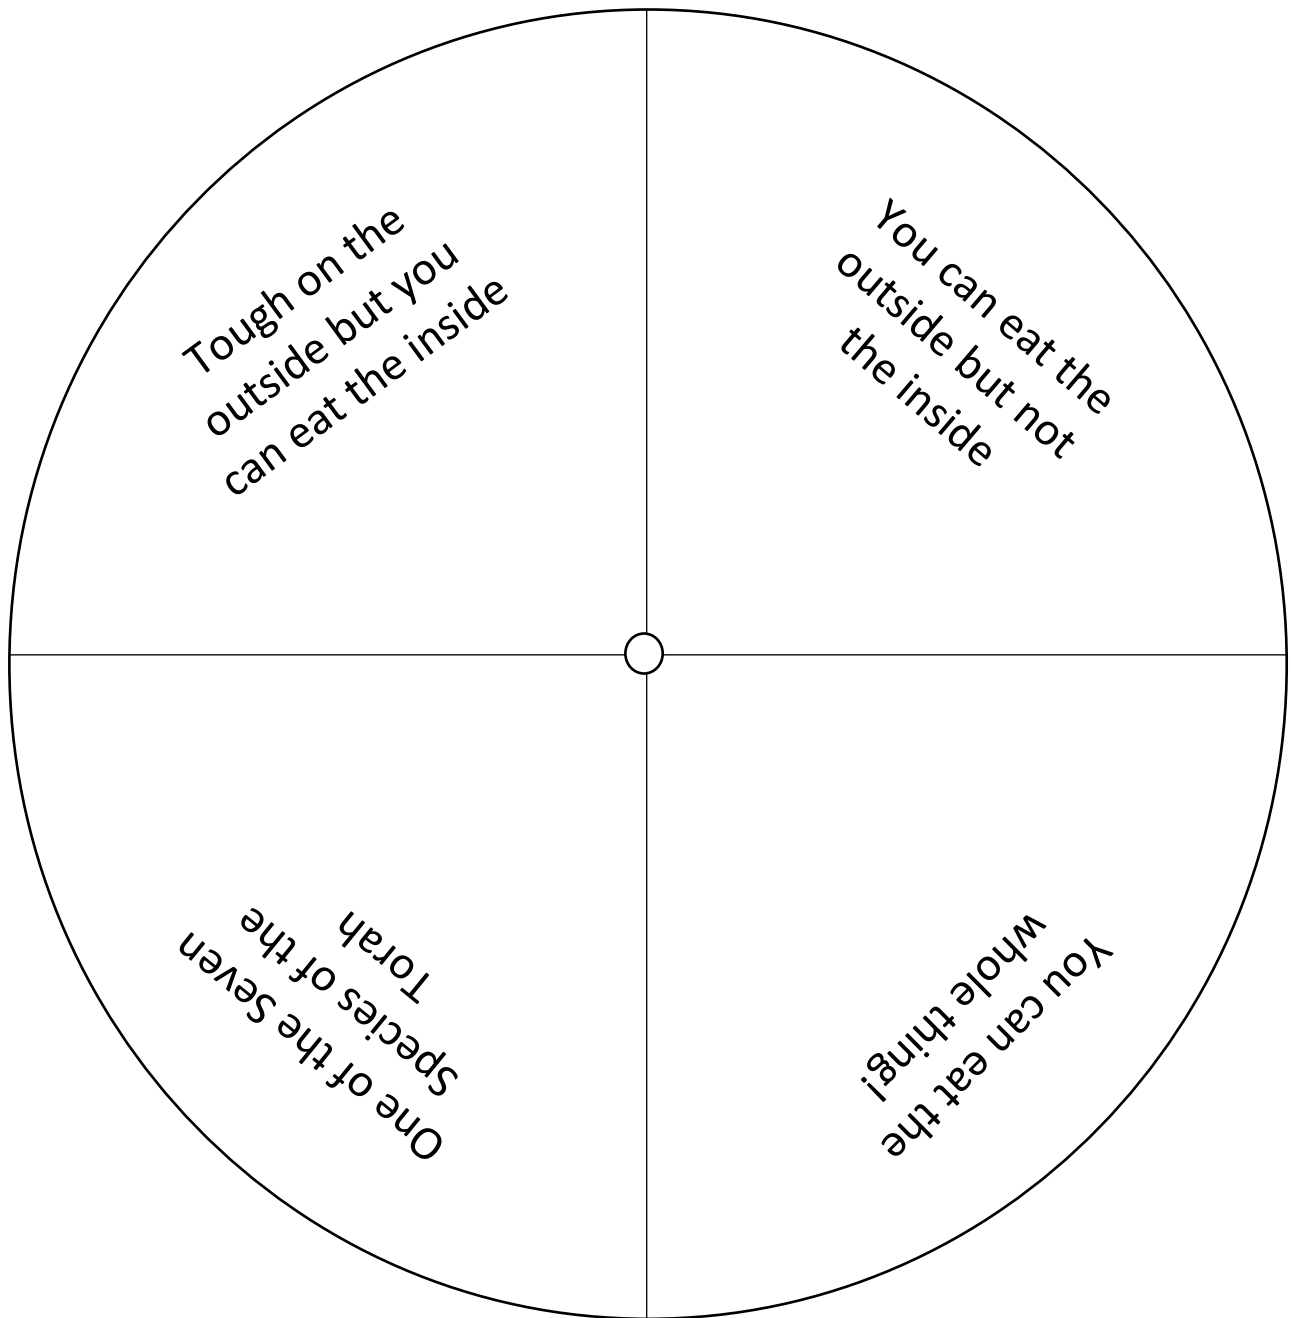 Tough on the
outside but you
can eat the inside
You can eat the
outside but not
the inside
One of the Seven
Species of the
Torah
You can eat the
whole thing!